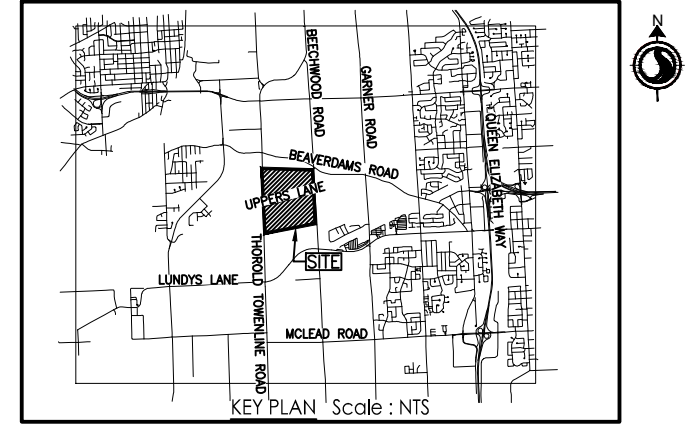 N
BEECHWOOD ROAD
GARNER ROAD
QUEEN ELIZABETH WAY
BEAVERDAMS ROAD
UPPERS LANE
THOROLD TOWENLINE ROAD
SITE
LUNDYS LANE
MCLEAD ROAD
KEY PLAN Scale : NTS